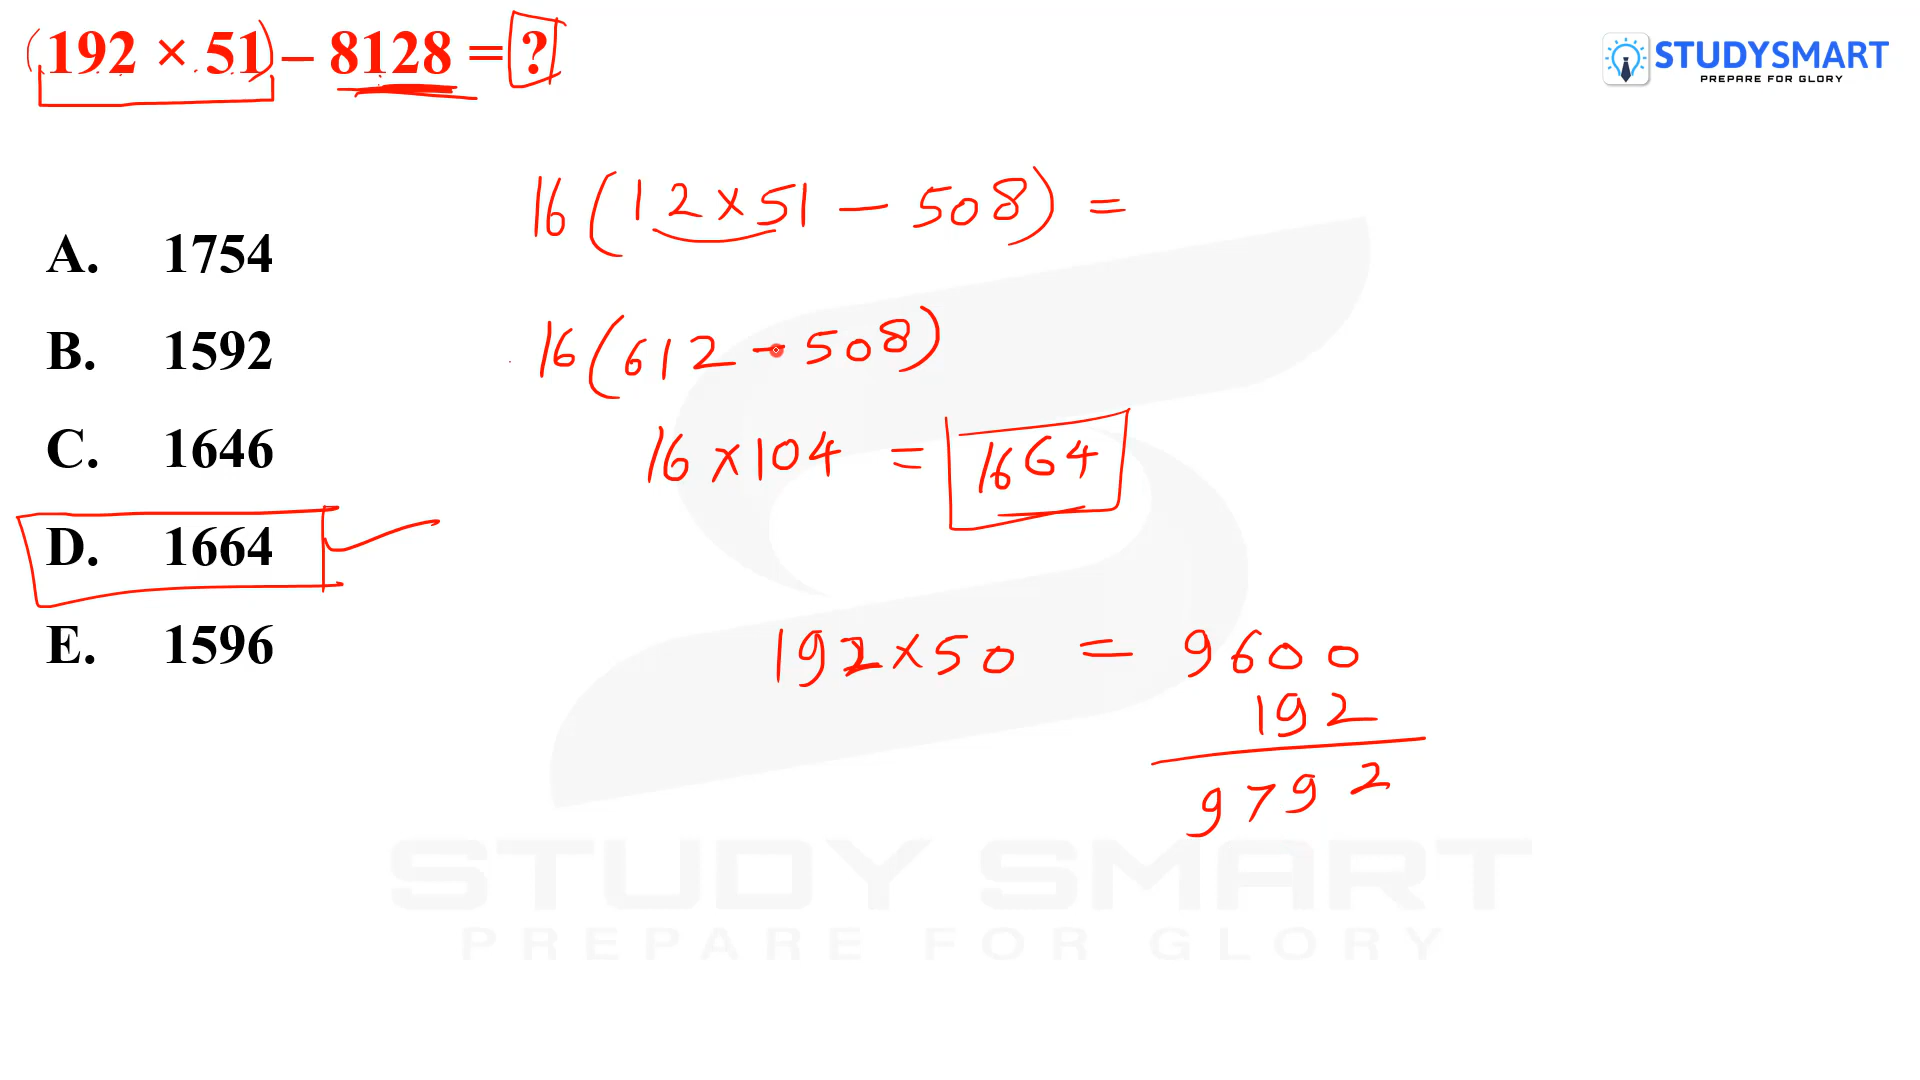 (192 × 51) – 8128 = ?
STUDYSMART
PREPARE FOR GLORY
16(12×51 – 508) =
A. 1754
16(612 - 508)
B. 1592
C. 1646
16 × 104 = 1664
D. 1664
E. 1596
192×50 = 9600
192
9792
STUDY SMART
PREPARE FOR GLORY